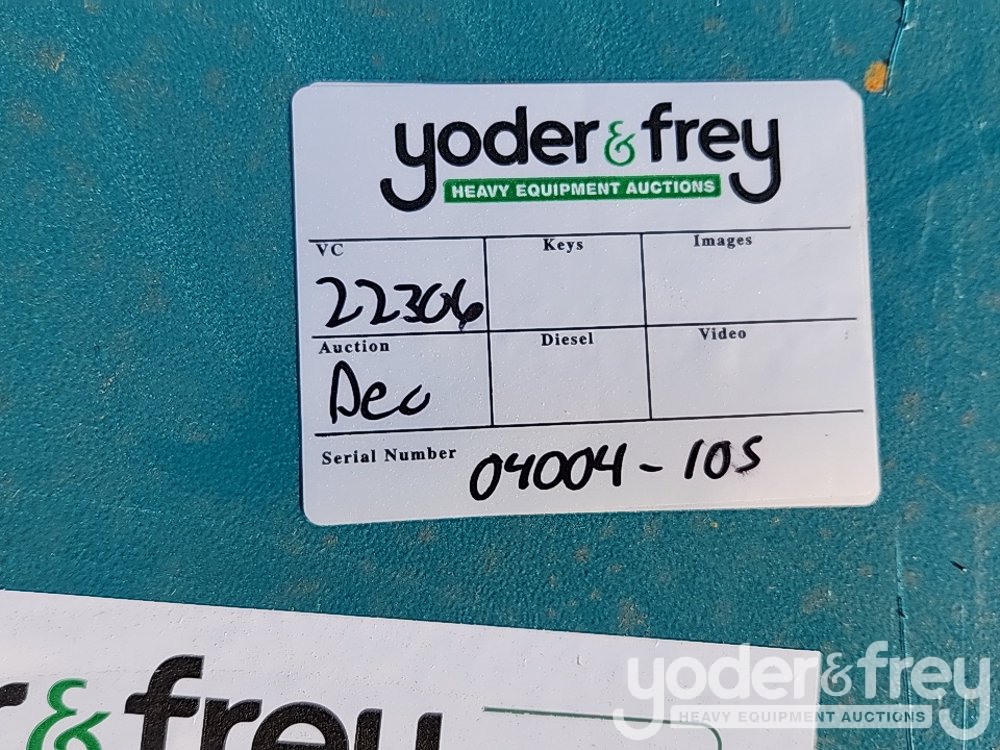 yoder & frey
HEAVY EQUIPMENT AUCTIONS
VC Keys Images
22306
Auction Diesel Video
Dec
Serial Number 04004-105
r & frey
yoder & frey
HEAVY EQUIPMENT AUCTIONS